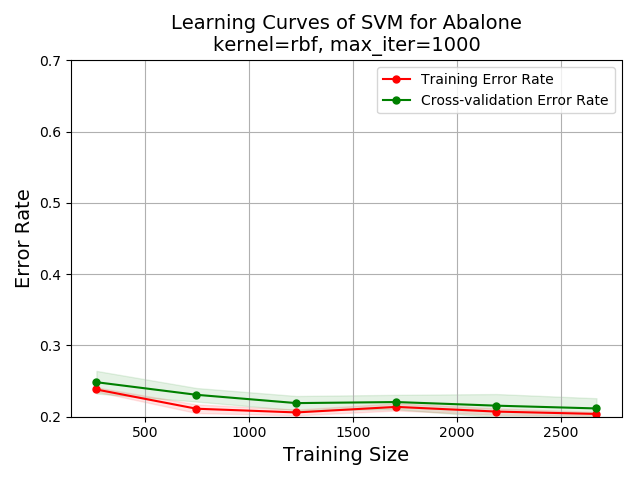 Learning Curves of SVM for Abalone
kernel=rbf, max_iter=1000
Training Error Rate
Cross-validation Error Rate
Error Rate
0.7
0.6
0.5
0.4
0.3
0.2
500
1000
1500
2000
2500
Training Size